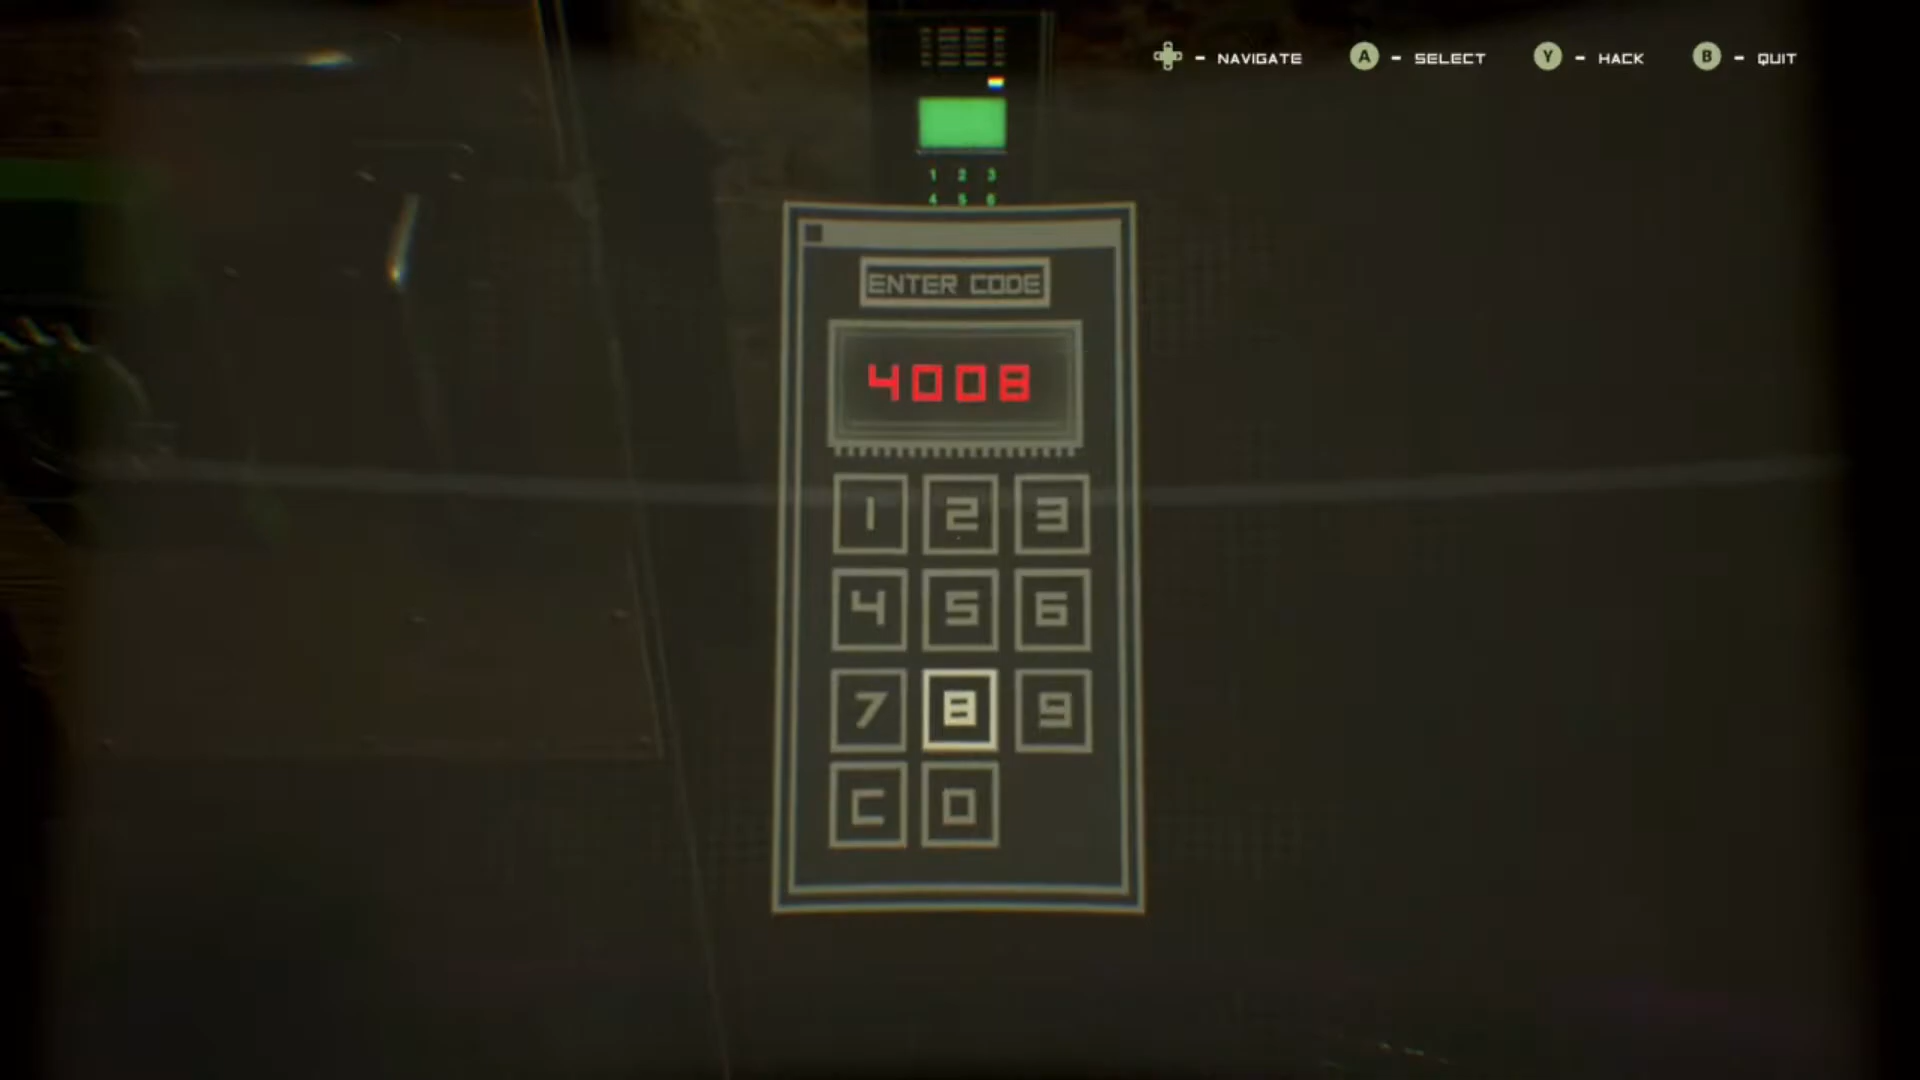 - NAVIGATE A - SELECT Y - HACK B - QUIT
1 2 3
4 5 6
ENTER CODE
4008
1 2 3
4 5 6
7 8 9
C 0